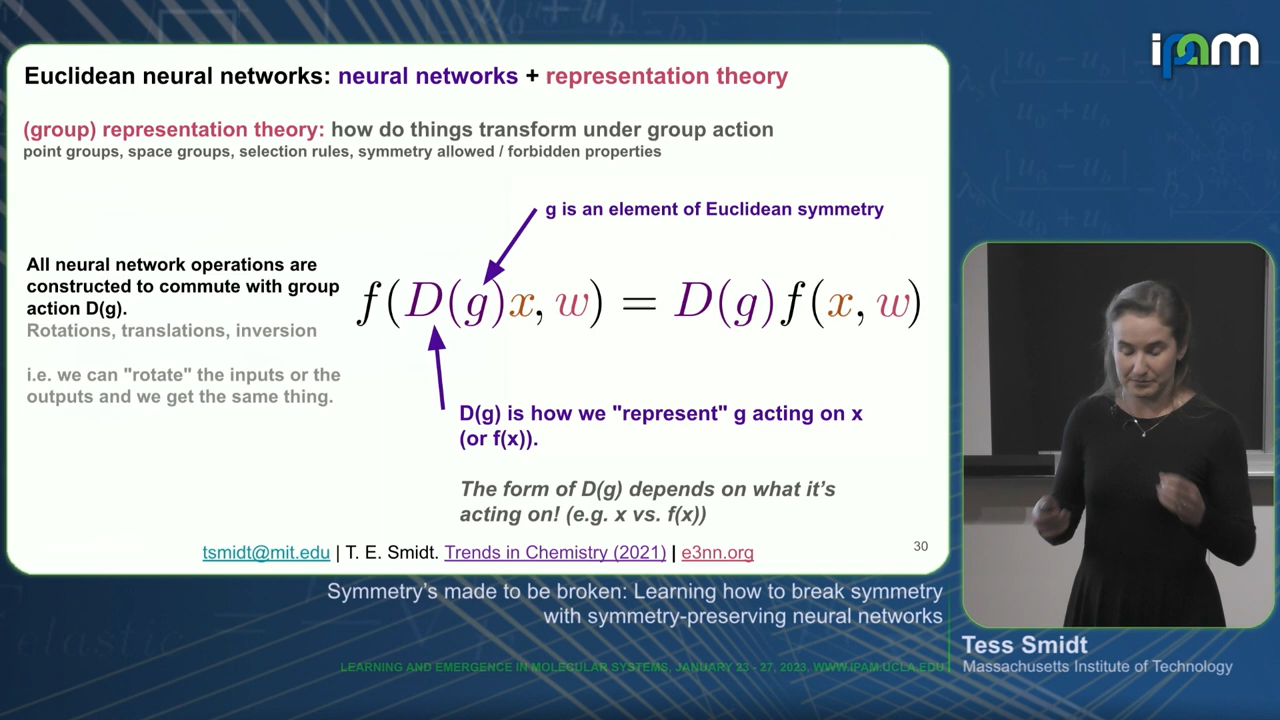 Euclidean neural networks: neural networks + representation theory
(group) representation theory: how do things transform under group action
point groups, space groups, selection rules, symmetry allowed / forbidden properties
g is an element of Euclidean symmetry
All neural network operations are
constructed to commute with group
action D(g).
Rotations, translations, inversion
i.e. we can "rotate" the inputs or the
outputs and we get the same thing.
f(D(g)x, w) = D(g)f(x, w)
D(g) is how we "represent" g acting on x
(or f(x)).
The form of D(g) depends on what it's
acting on! (e.g. x vs. f(x))
tsmidt@mit.edu | T. E. Smidt. Trends in Chemistry (2021) | e3nn.org
30
ipam
Symmetry's made to be broken: Learning how to break symmetry
with symmetry-preserving neural networks
LEARNING AND EMERGENCE IN MOLECULAR SYSTEMS, JANUARY 23 - 27, 2023, WWW.IPAM.UCLA.EDU
Tess Smidt
Massachusetts Institute of Technology
elastic